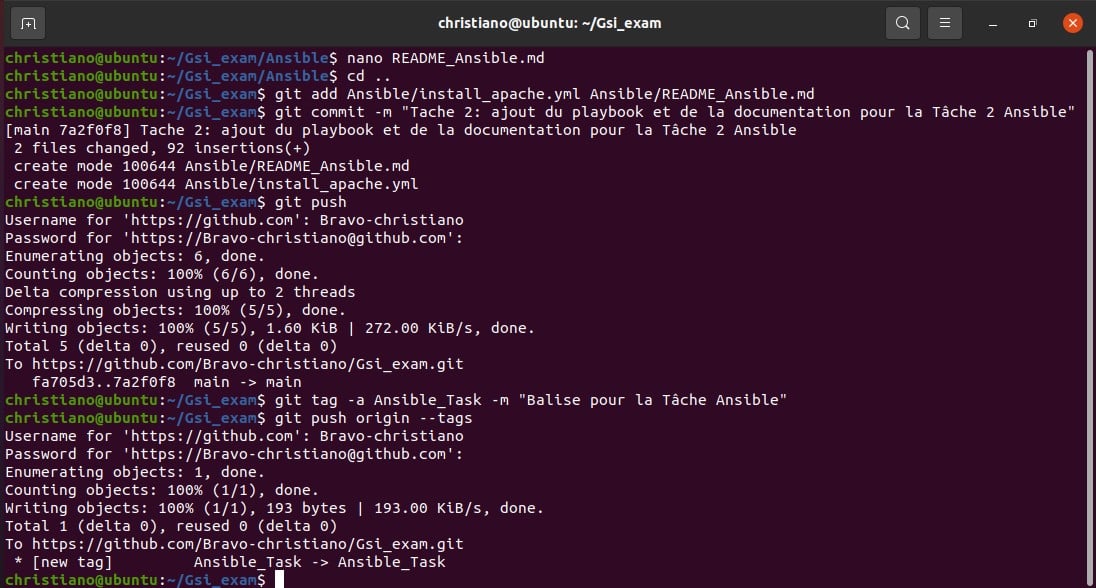 christiano@ubuntu: ~/Gsi_exam
christiano@ubuntu:~/Gsi_exam/Ansible$ nano README_Ansible.md
christiano@ubuntu:~/Gsi_exam/Ansible$ cd ..
christiano@ubuntu:~/Gsi_exam$ git add Ansible/install_apache.yml Ansible/README_Ansible.md
christiano@ubuntu:~/Gsi_exam$ git commit -m "Tache 2: ajout du playbook et de la documentation pour la Tâche 2 Ansible"
[main 7a2f0f8] Tache 2: ajout du playbook et de la documentation pour la Tâche 2 Ansible
 2 files changed, 92 insertions(+)
 create mode 100644 Ansible/README_Ansible.md
 create mode 100644 Ansible/install_apache.yml
christiano@ubuntu:~/Gsi_exam$ git push
Username for 'https://github.com': Bravo-christiano
Password for 'https://Bravo-christiano@github.com':
Enumerating objects: 6, done.
Counting objects: 100% (6/6), done.
Delta compression using up to 2 threads
Compressing objects: 100% (5/5), done.
Writing objects: 100% (5/5), 1.60 KiB | 272.00 KiB/s, done.
Total 5 (delta 0), reused 0 (delta 0)
To https://github.com/Bravo-christiano/Gsi_exam.git
   fa705d3..7a2f0f8  main -> main
christiano@ubuntu:~/Gsi_exam$ git tag -a Ansible_Task -m "Balise pour la Tâche Ansible"
christiano@ubuntu:~/Gsi_exam$ git push origin --tags
Username for 'https://github.com': Bravo-christiano
Password for 'https://Bravo-christiano@github.com':
Enumerating objects: 1, done.
Counting objects: 100% (1/1), done.
Writing objects: 100% (1/1), 193 bytes | 193.00 KiB/s, done.
Total 1 (delta 0), reused 0 (delta 0)
To https://github.com/Bravo-christiano/Gsi_exam.git
 * [new tag]         Ansible_Task -> Ansible_Task
christiano@ubuntu:~/Gsi_exam$